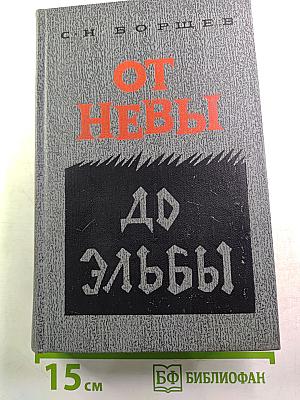 С. Н. БОРЩЕВ
ОТ
НЕВЫ
ДО
ЭЛЬБЫ
15 см
БФ БИБЛИОФАН